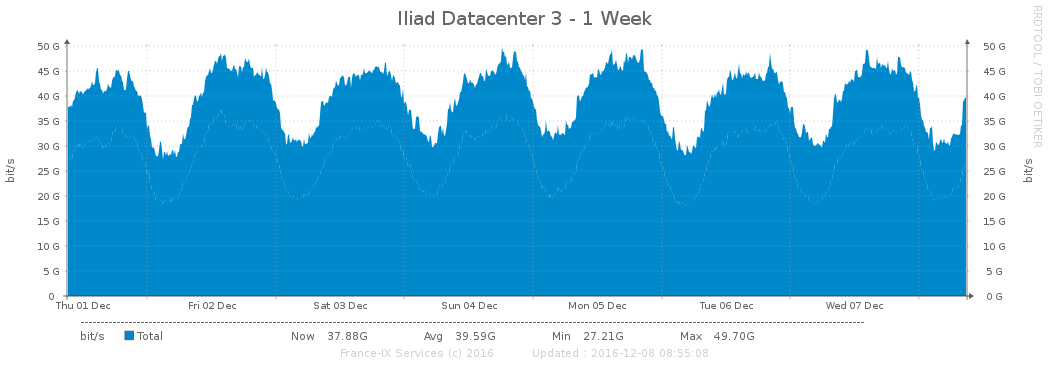 Iliad Datacenter 3 - 1 Week
RRDTOOL / TOBI OETIKER
50 G 50 G
45 G 45 G
40 G 40 G
35 G 35 G
30 G 30 G
25 G 25 G
20 G 20 G
15 G 15 G
10 G 10 G
5 G 5 G
0 0 G
bit/s bit/s
Thu 01 Dec Fri 02 Dec Sat 03 Dec Sun 04 Dec Mon 05 Dec Tue 06 Dec Wed 07 Dec
bit/s Total Now 37.88G Avg 39.59G Min 27.21G Max 49.70G
France-IX Services (c) 2016 Updated : 2016-12-08 08:55:08